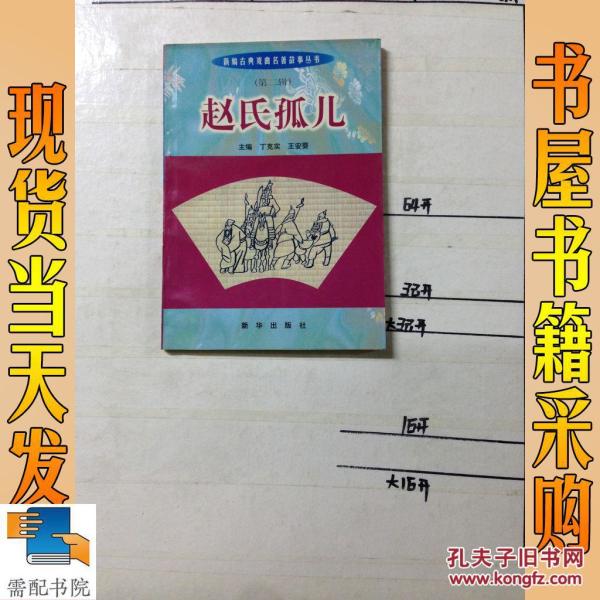 新编古典戏曲名著故事丛书
(第二辑)
赵氏孤儿
主编 丁克实 王安葵
新华出版社
现货当天发
书屋书籍采购
64开
32开
大32开
16开
大16开
需配书院
孔夫子旧书网
www.kongfz.com